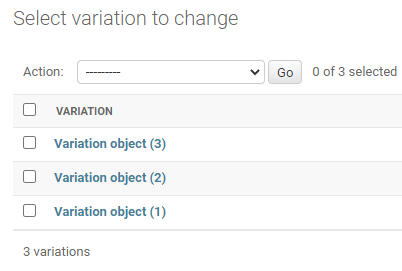 Select variation to change
Action: --------- Go 0 of 3 selected
VARIATION
Variation object (3)
Variation object (2)
Variation object (1)
3 variations